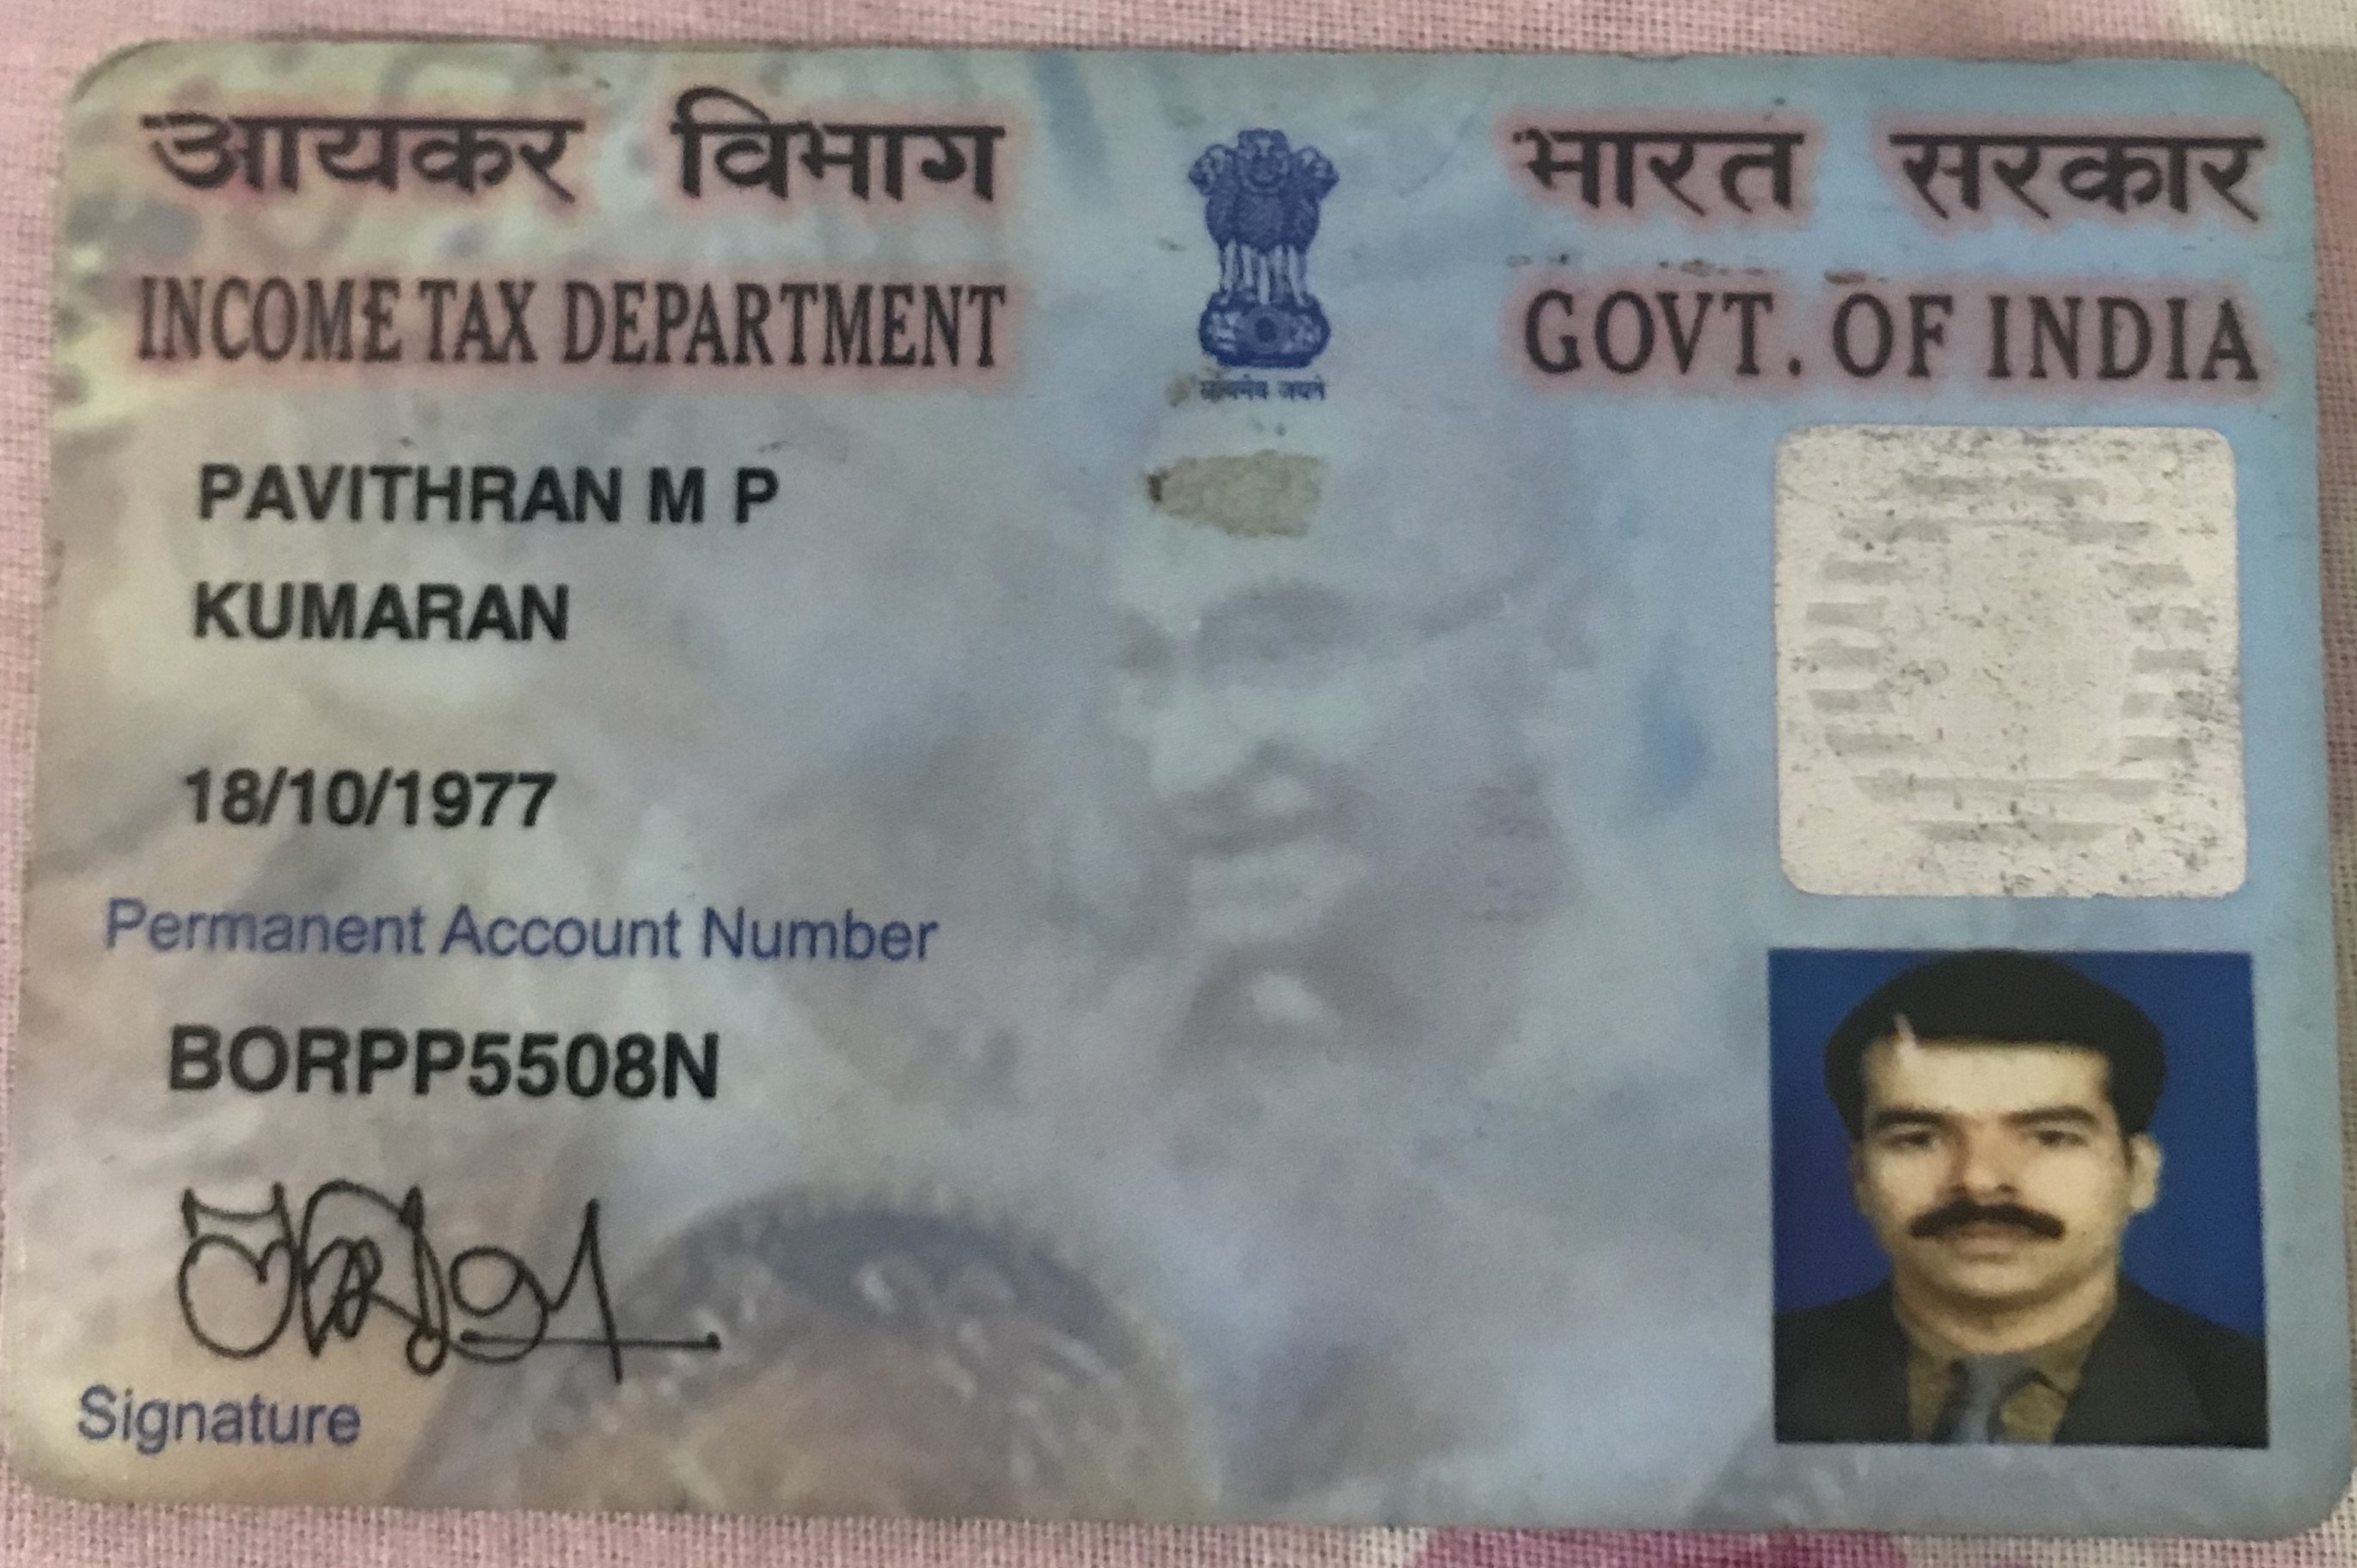 आयकर विभाग
INCOME TAX DEPARTMENT
भारत सरकार
GOVT. OF INDIA
सत्यमेव जयते
PAVITHRAN M P
KUMARAN
18/10/1977
Permanent Account Number
BORPP5508N
Signature